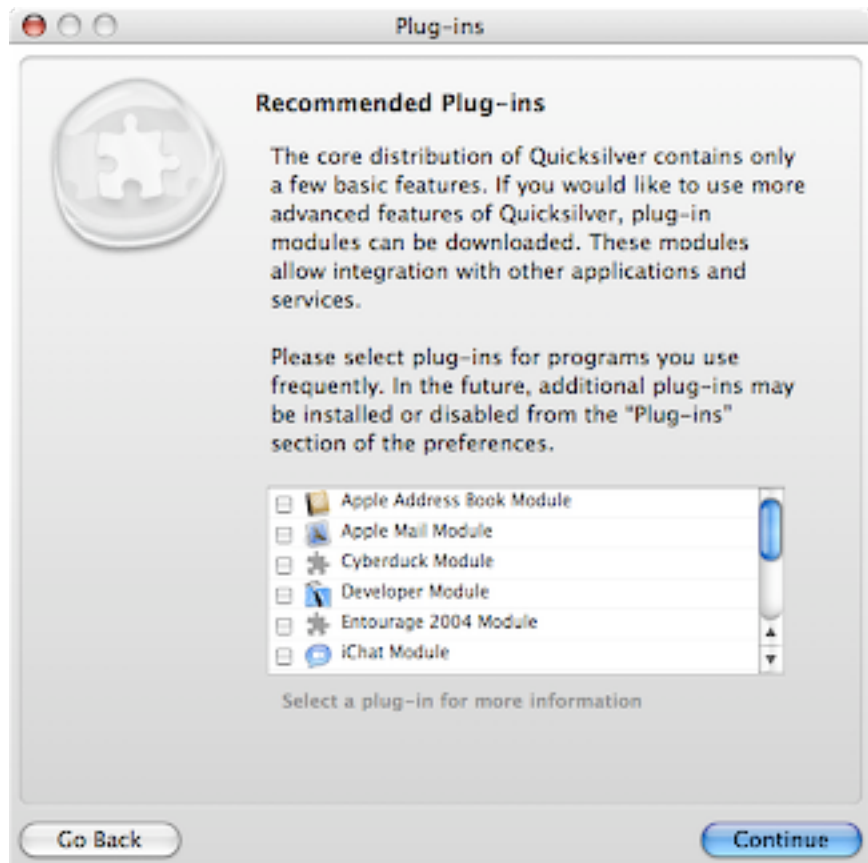 Plug-ins
Recommended Plug-ins
The core distribution of Quicksilver contains only
a few basic features. If you would like to use more
advanced features of Quicksilver, plug-in
modules can be downloaded. These modules
allow integration with other applications and
services.
Please select plug-ins for programs you use
frequently. In the future, additional plug-ins may
be installed or disabled from the "Plug-ins"
section of the preferences.
Apple Address Book Module
Apple Mail Module
Cyberduck Module
Developer Module
Entourage 2004 Module
iChat Module
Select a plug-in for more information
Go Back
Continue